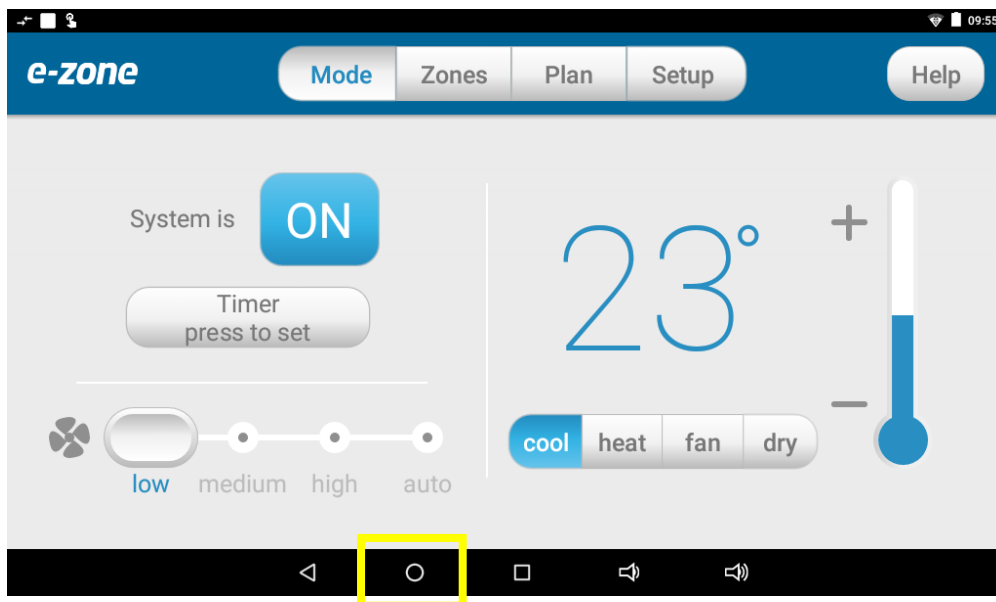 09:55
e-zone Mode Zones Plan Setup Help
System is ON
Timer
press to set
23°
cool heat fan dry
low medium high auto